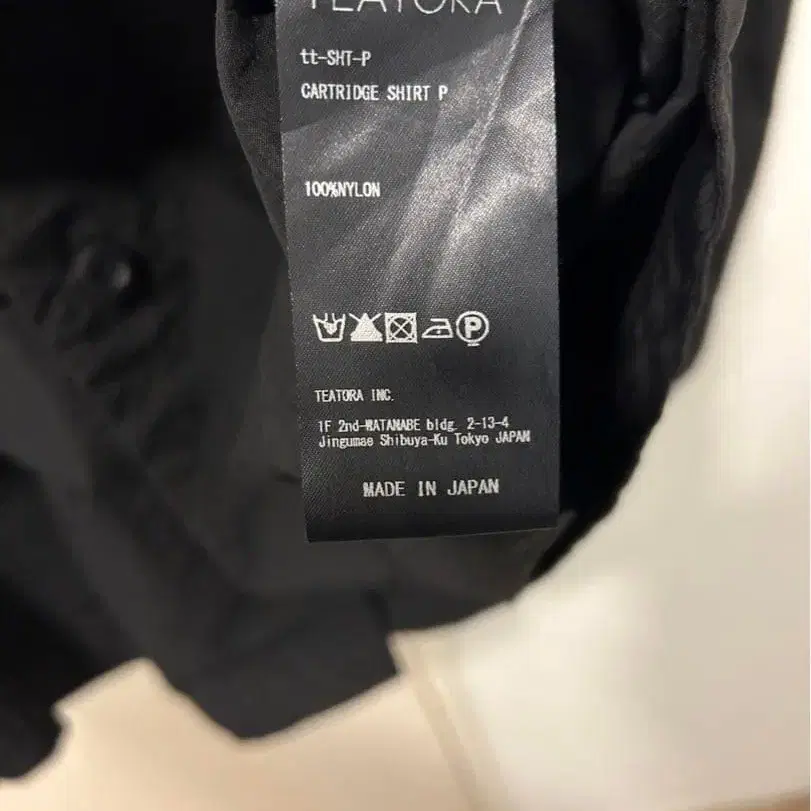 TEATORA
tt-SHT-P
CARTRIDGE SHIRT P
100%NYLON
P
TEATORA INC.
1F 2nd-WATANABE bldg. 2-13-4
Jingumae Shibuya-Ku Tokyo JAPAN
MADE IN JAPAN